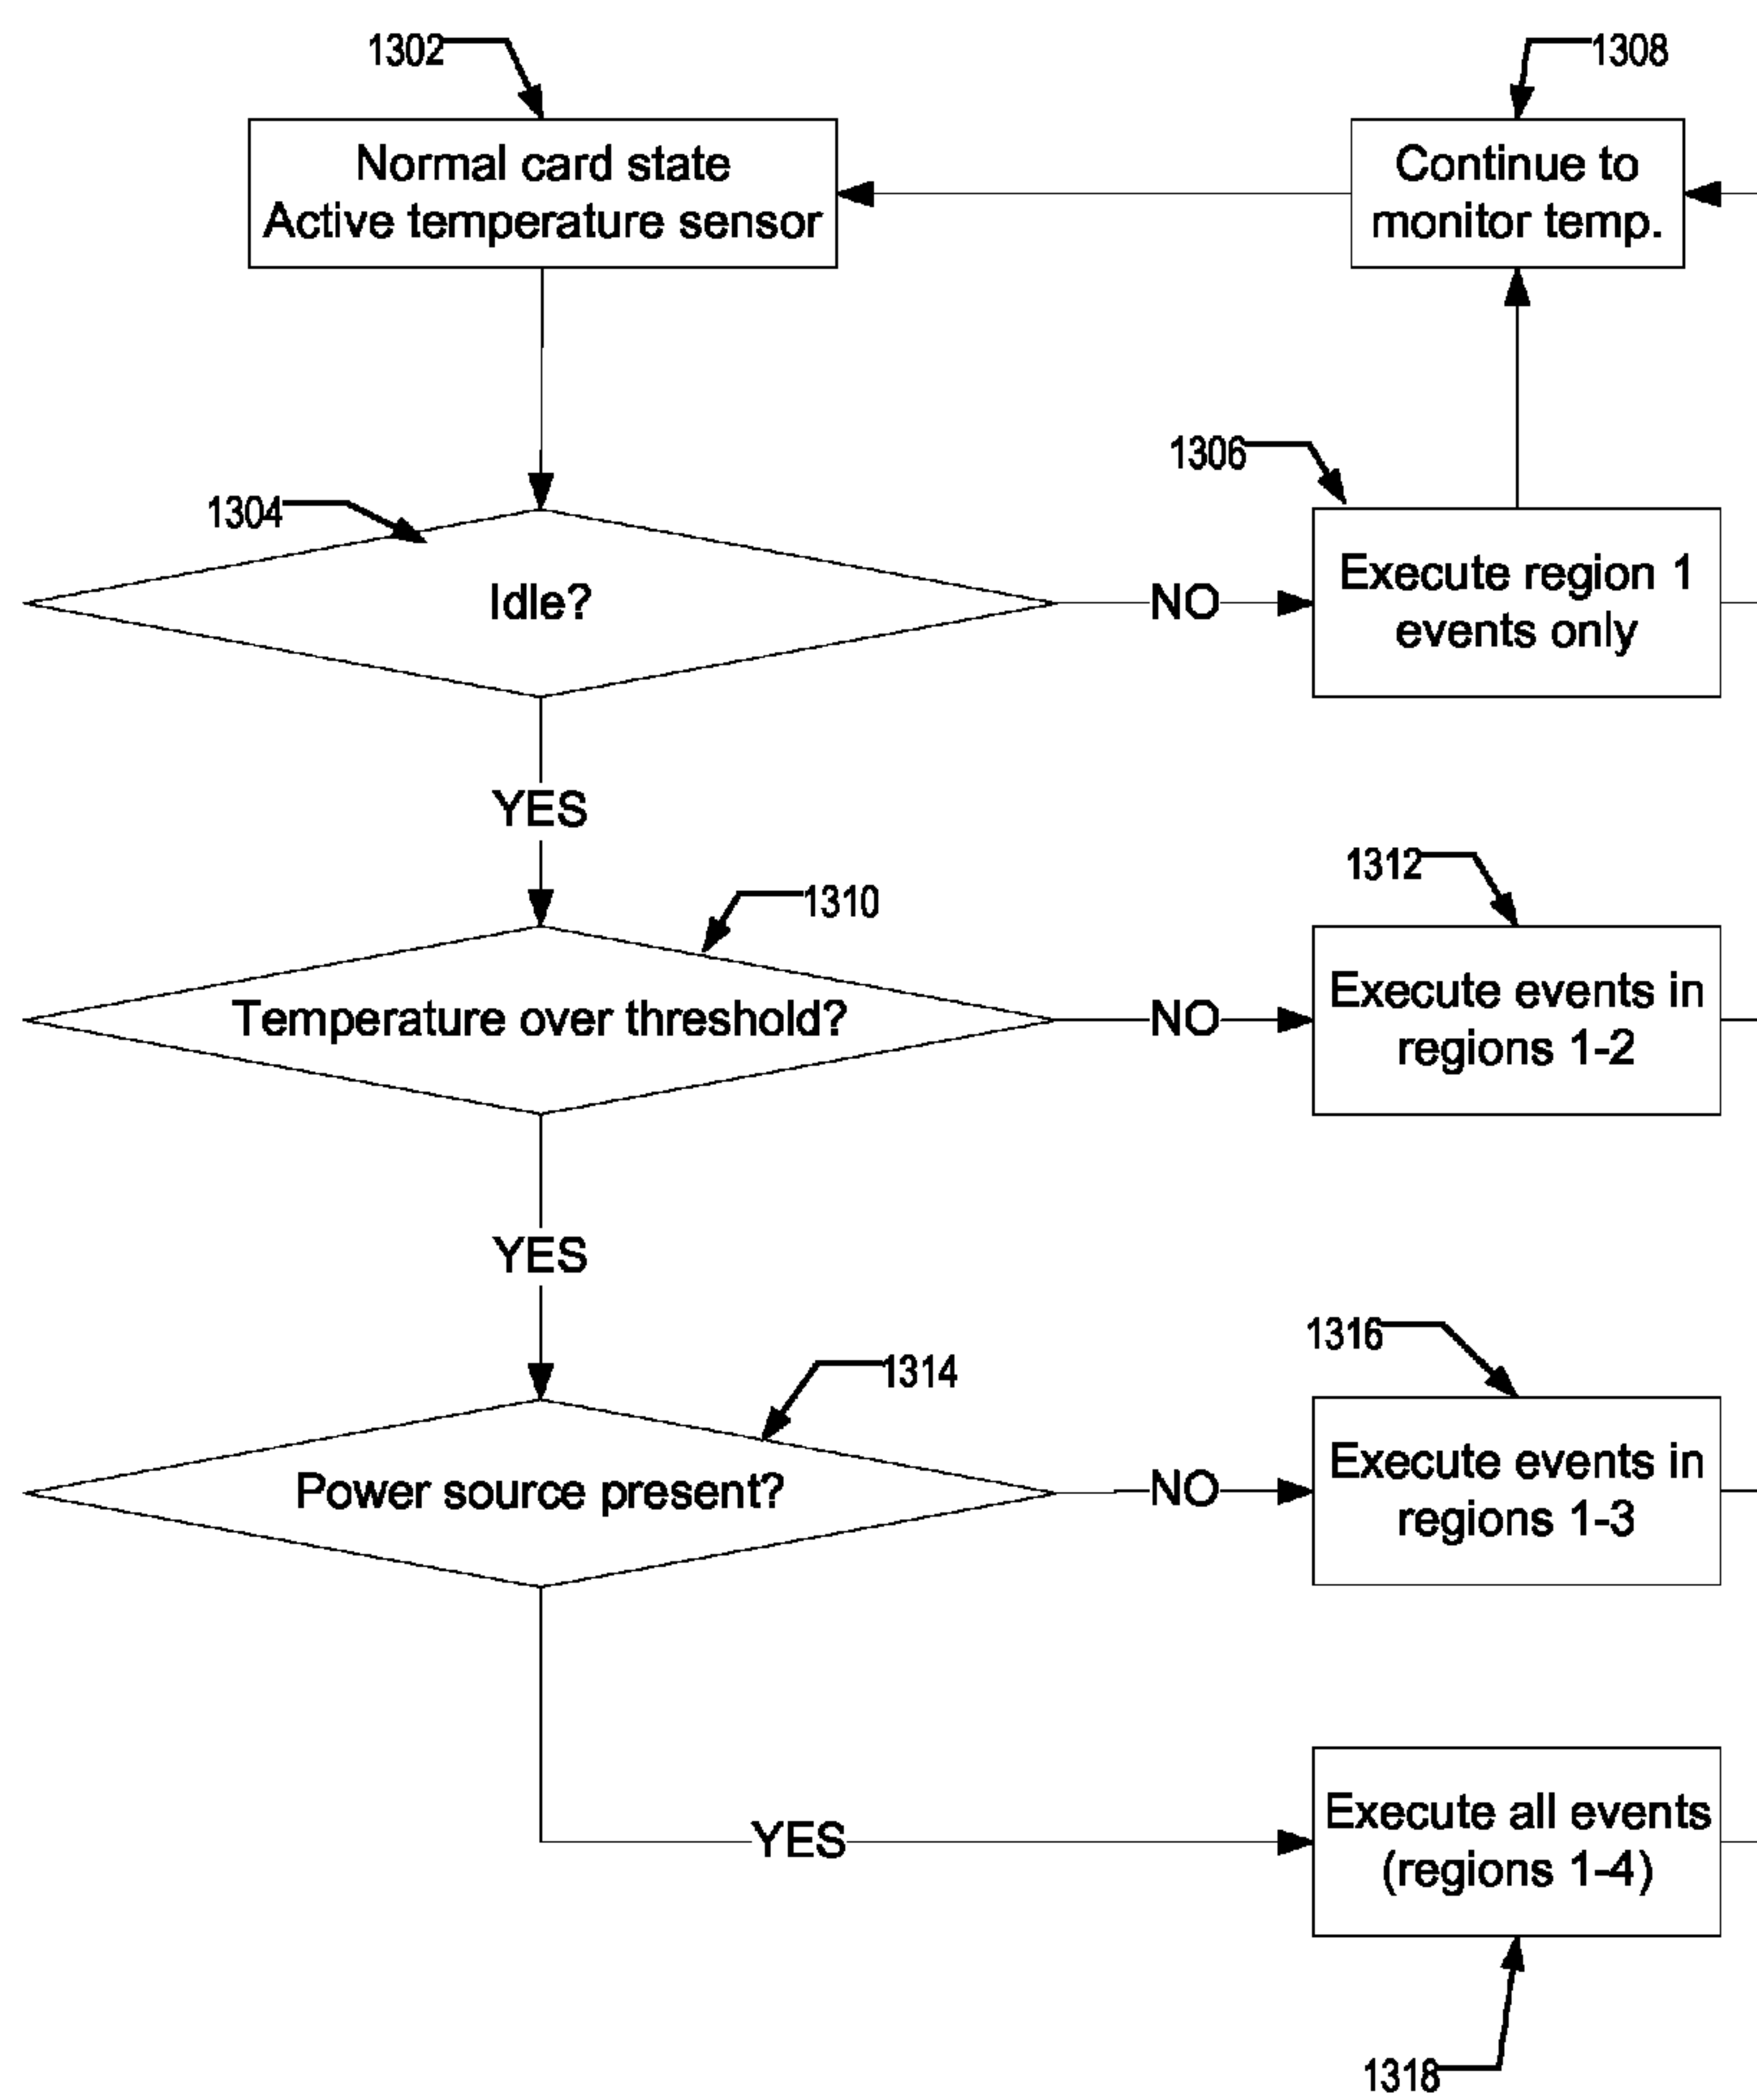 1302
1308
Normal card state
Active temperature sensor
Continue to
monitor temp.
1306
1304
Idle?
NO
Execute region 1
events only
YES
1312
1310
Temperature over threshold?
NO
Execute events in
regions 1-2
YES
1316
1314
Power source present?
NO
Execute events in
regions 1-3
YES
Execute all events
(regions 1-4)
1318